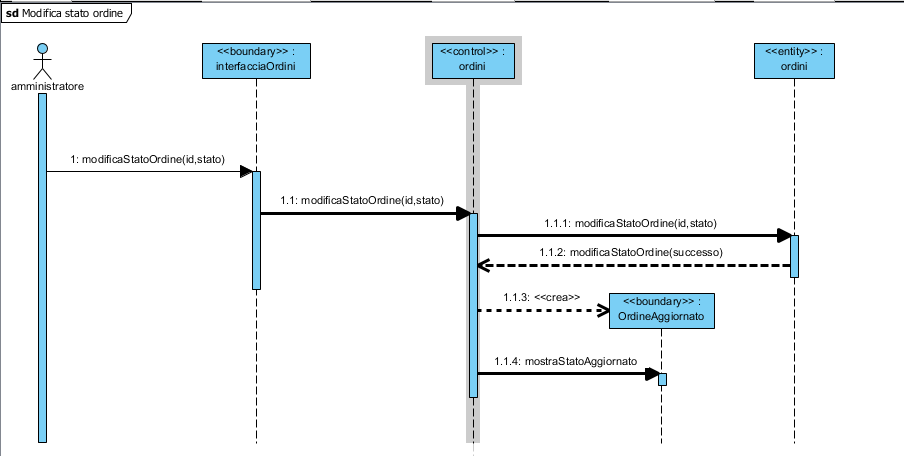 sd Modifica stato ordine
<<boundary>> :
interfacciaOrdini
<<control>> :
ordini
<<entity>> :
ordini
amministratore
1: modificaStatoOrdine(id,stato)
1.1: modificaStatoOrdine(id,stato)
1.1.1: modificaStatoOrdine(id,stato)
1.1.2: modificaStatoOrdine(successo)
1.1.3: <<crea>>
<<boundary>> :
OrdineAggiornato
1.1.4: mostraStatoAggiornato